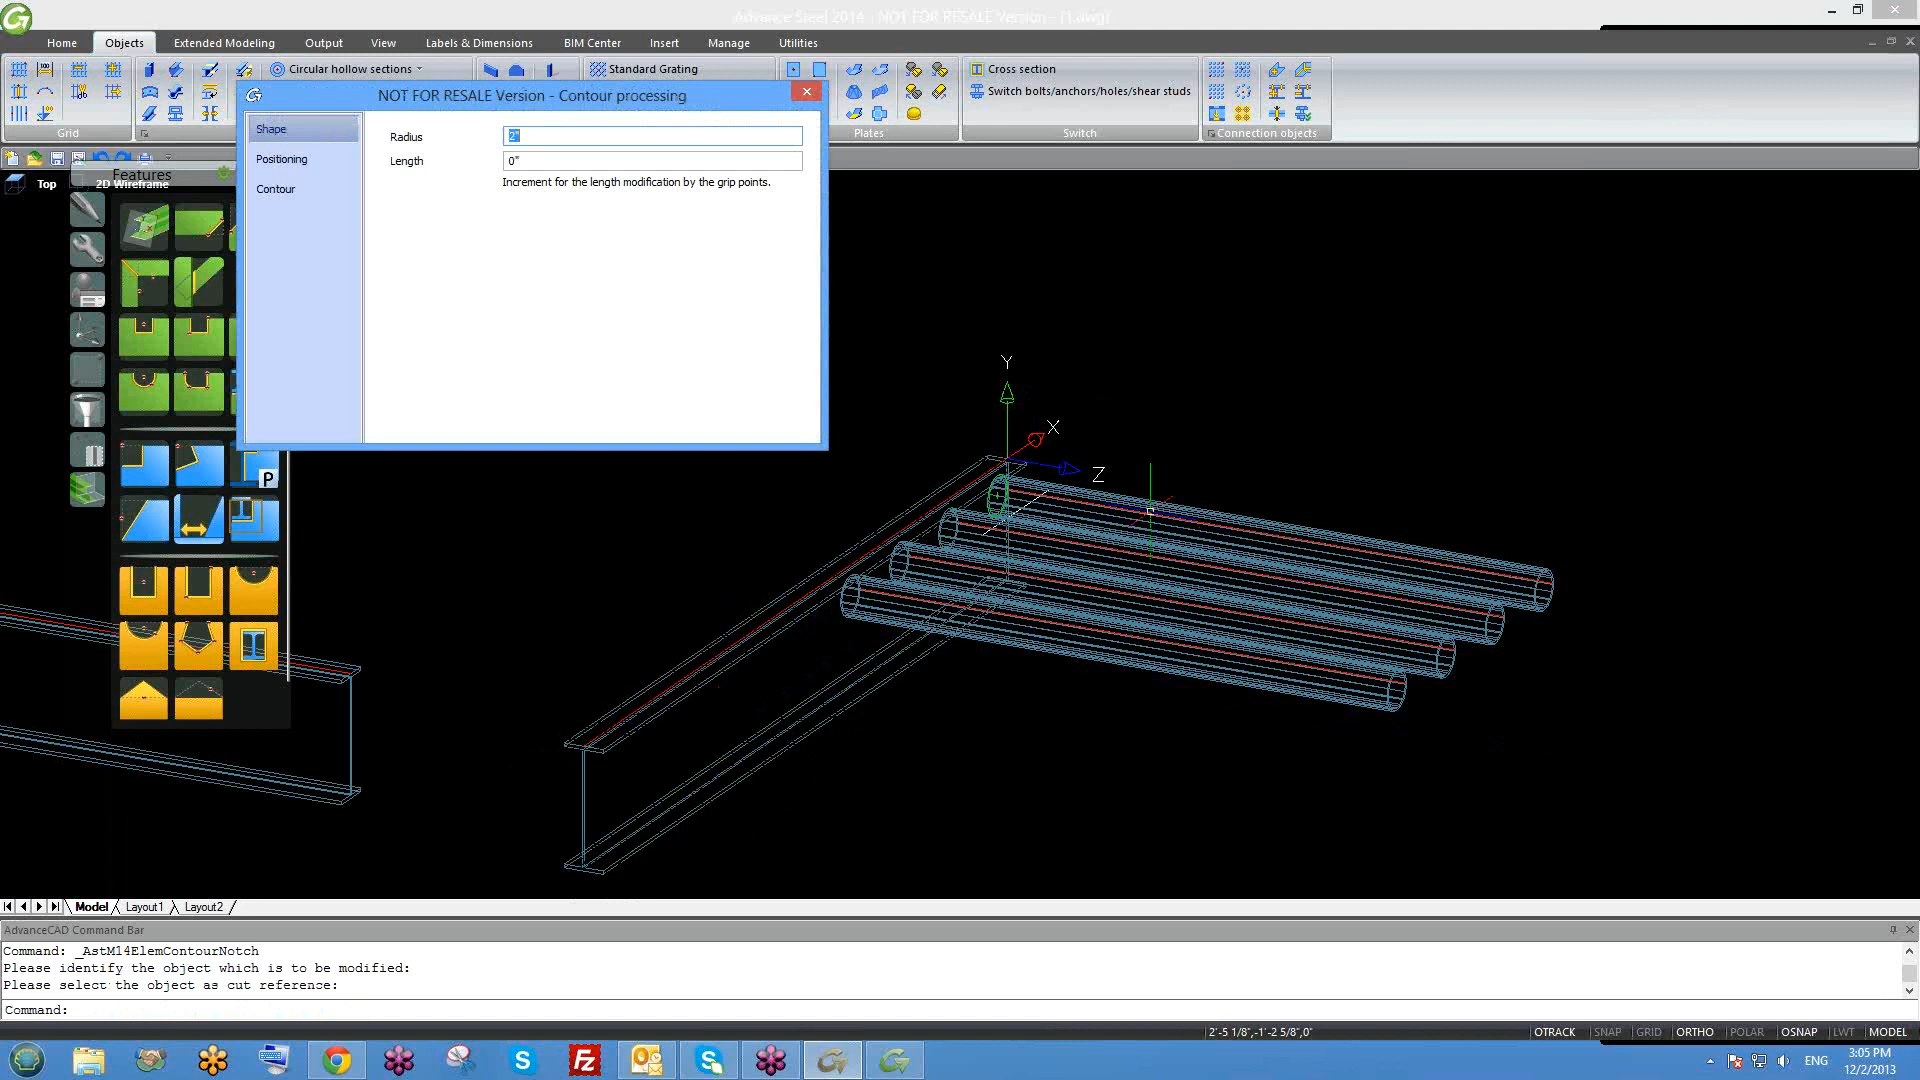 Advance Steel 2014 - NOT FOR RESALE Version - [1.dwg]
Home
Objects
Extended Modeling
Output
View
Labels & Dimensions
BIM Center
Insert
Manage
Utilities
Circular hollow sections
Standard Grating
Cross section
Switch bolts/anchors/holes/shear studs
Grid
Plates
Switch
Connection objects
NOT FOR RESALE Version - Contour processing
Shape
Positioning
Contour
Radius
2"
Length
0"
Increment for the length modification by the grip points.
Features
Top
2D Wireframe
P
Y
X
Z
Model
Layout1
Layout2
AdvanceCAD Command Bar
Command: _AstM14ElemContourNotch
Please identify the object which is to be modified:
Please select the object as cut reference:
Command:
2'-5 1/8",-1'-2 5/8",0"
OTRACK
SNAP
GRID
ORTHO
POLAR
OSNAP
LWT
MODEL
ENG
3:05 PM
12/2/2013